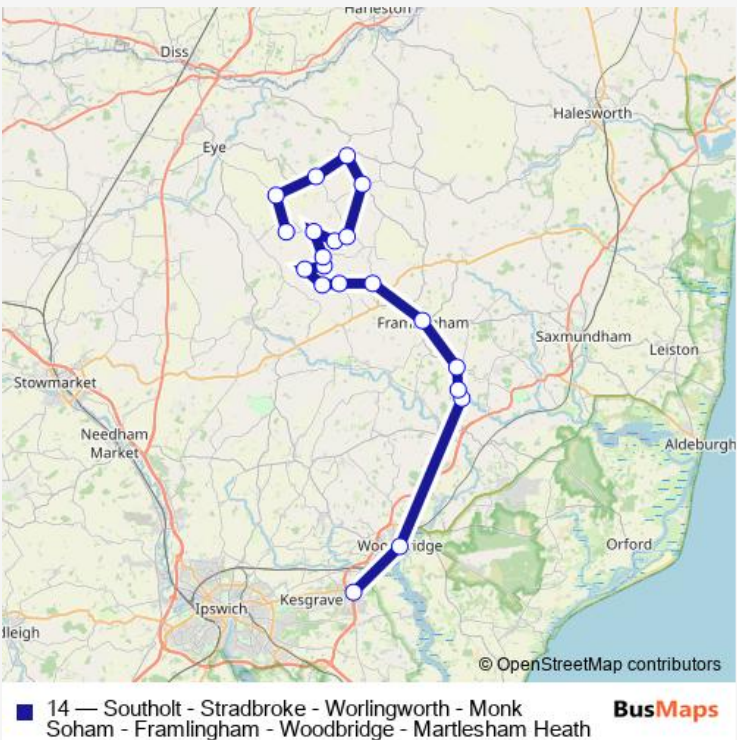 Harleston
Diss
Halesworth
Eye
Framlingham
Saxmundham
Leiston
Stowmarket
Needham
Market
Aldeburgh
Woodbridge
Orford
Kesgrave
Ipswich
dleigh
© OpenStreetMap contributors
14 — Southolt - Stradbroke - Worlingworth - Monk
Soham - Framlingham - Woodbridge - Martlesham Heath
BusMaps